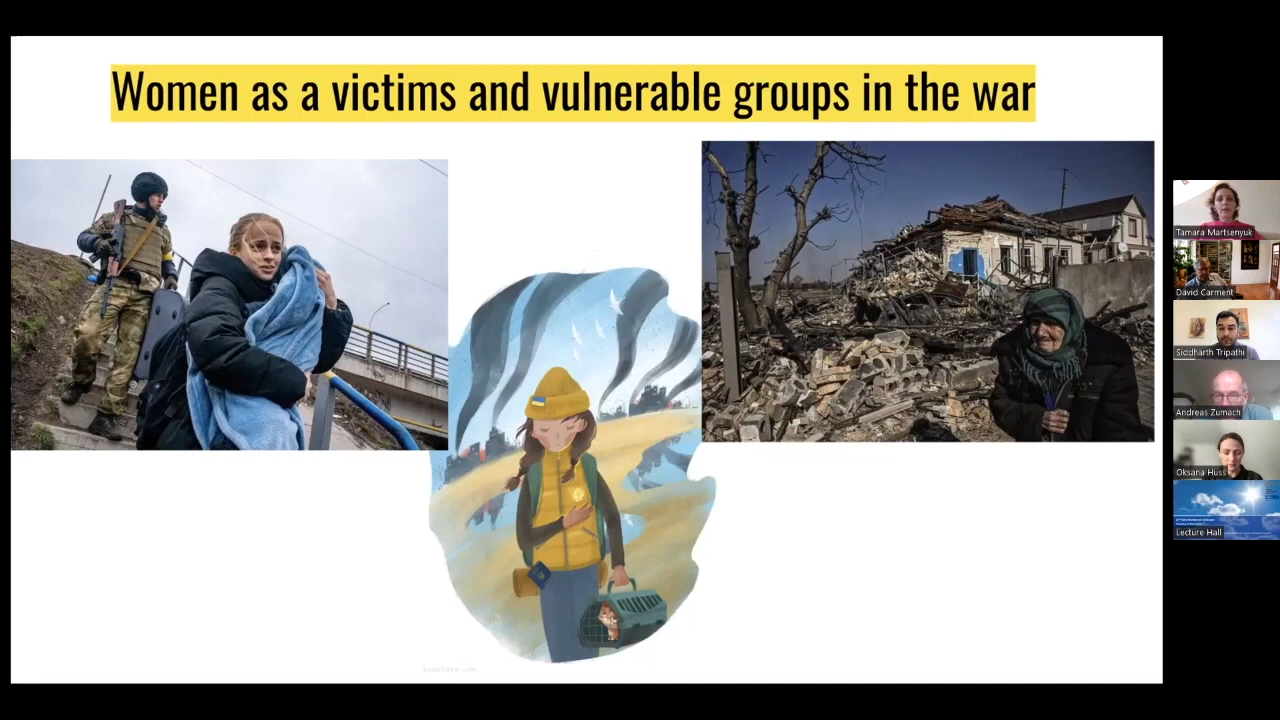 Women as a victims and vulnerable groups in the war
Tamara Martsenyuk
David Carment
Siddharth Tripathi
Andreas Zumach
Oksana Huss
Lecture Hall